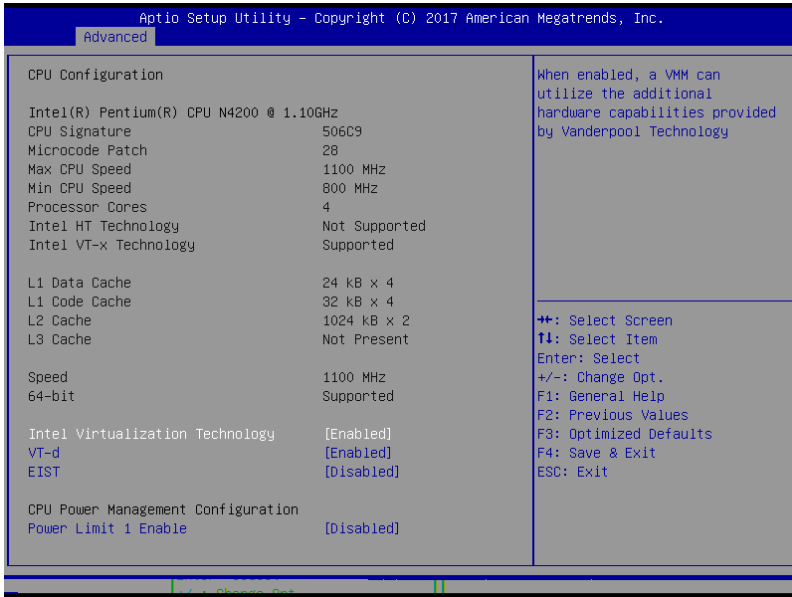 Aptio Setup Utility – Copyright (C) 2017 American Megatrends, Inc.
Advanced
CPU Configuration
Intel(R) Pentium(R) CPU N4200 @ 1.10GHz
CPU Signature 506C9
Microcode Patch 28
Max CPU Speed 1100 MHz
Min CPU Speed 800 MHz
Processor Cores 4
Intel HT Technology Not Supported
Intel VT-x Technology Supported
L1 Data Cache 24 kB x 4
L1 Code Cache 32 kB x 4
L2 Cache 1024 kB x 2
L3 Cache Not Present
Speed 1100 MHz
64-bit Supported
Intel Virtualization Technology [Enabled]
VT-d [Enabled]
EIST [Disabled]
CPU Power Management Configuration
Power Limit 1 Enable [Disabled]
When enabled, a VMM can
utilize the additional
hardware capabilities provided
by Vanderpool Technology
→←: Select Screen
↑↓: Select Item
Enter: Select
+/-: Change Opt.
F1: General Help
F2: Previous Values
F3: Optimized Defaults
F4: Save & Exit
ESC: Exit